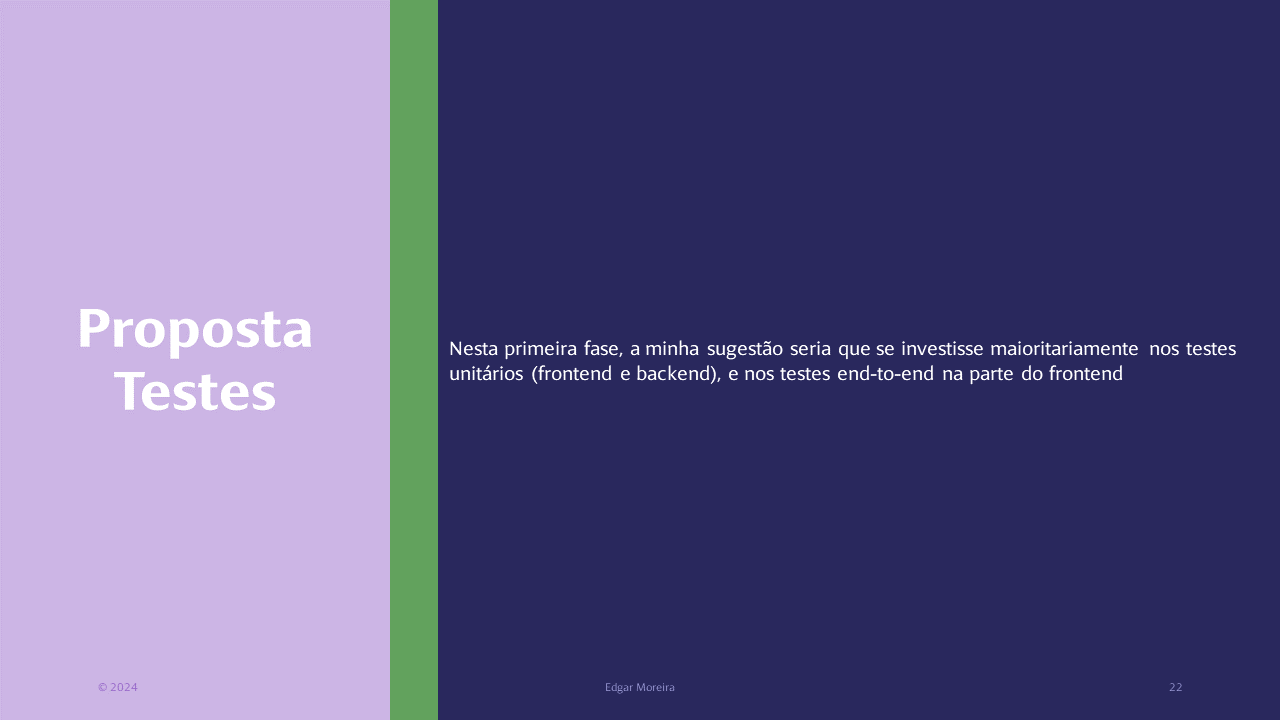 Proposta
Testes
Nesta primeira fase, a minha sugestão seria que se investisse maioritariamente nos testes
unitários (frontend e backend), e nos testes end-to-end na parte do frontend
© 2024
Edgar Moreira
22